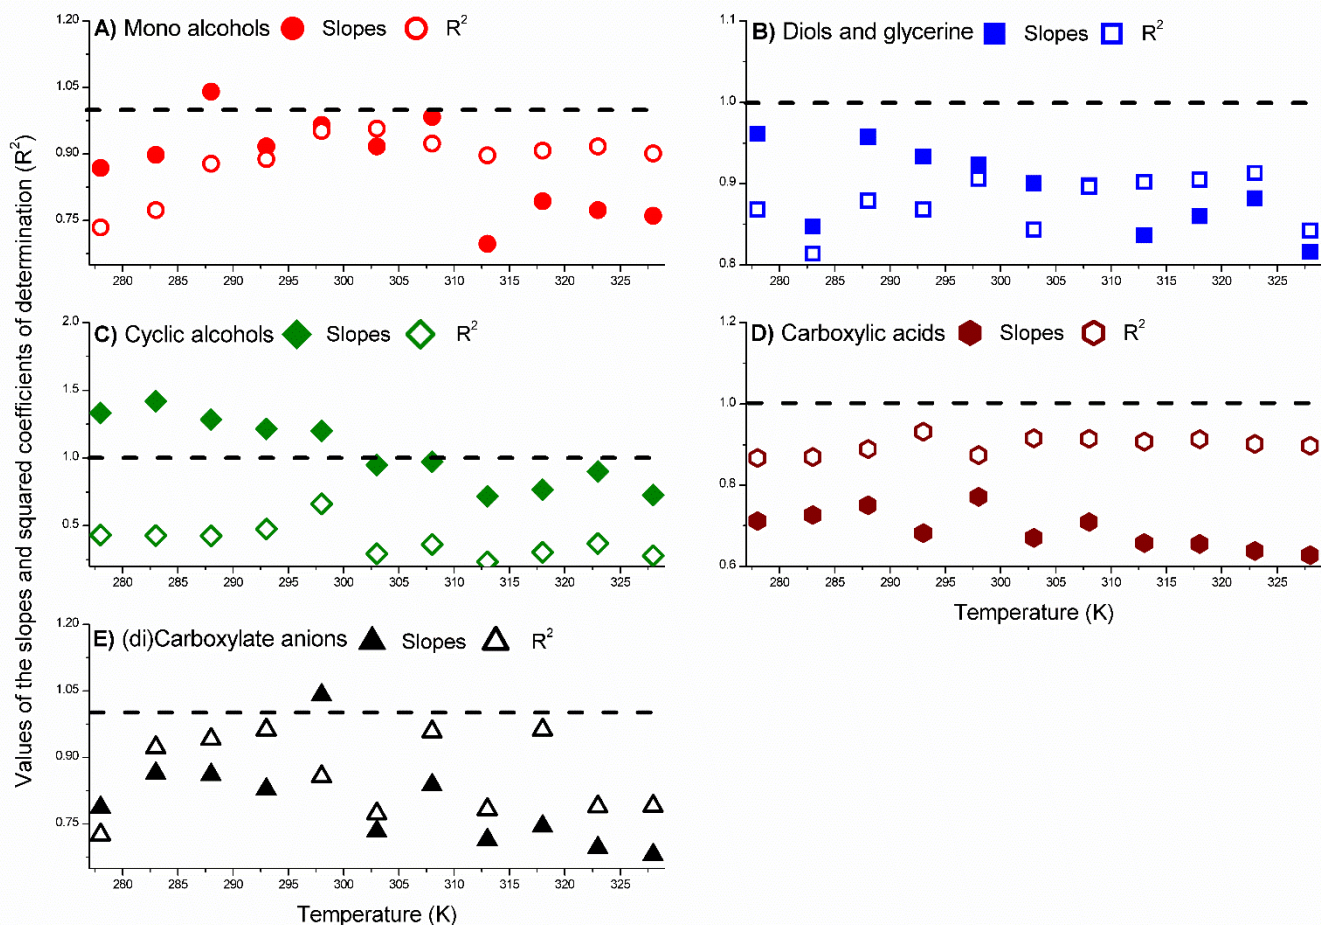 Values of the slopes and squared coefficients of determination (R²)
A) Mono alcohols Slopes R²
1.20
1.05
0.90
0.75
280 285 290 295 300 305 310 315 320 325
B) Diols and glycerine Slopes R²
1.1
1.0
0.9
0.8
280 285 290 295 300 305 310 315 320 325
C) Cyclic alcohols Slopes R²
2.0
1.5
1.0
0.5
280 285 290 295 300 305 310 315 320 325
D) Carboxylic acids Slopes R²
1.2
1.0
0.8
0.6
280 285 290 295 300 305 310 315 320 325
Temperature (K)
E) (di)Carboxylate anions Slopes R²
1.20
1.05
0.90
0.75
280 285 290 295 300 305 310 315 320 325
Temperature (K)